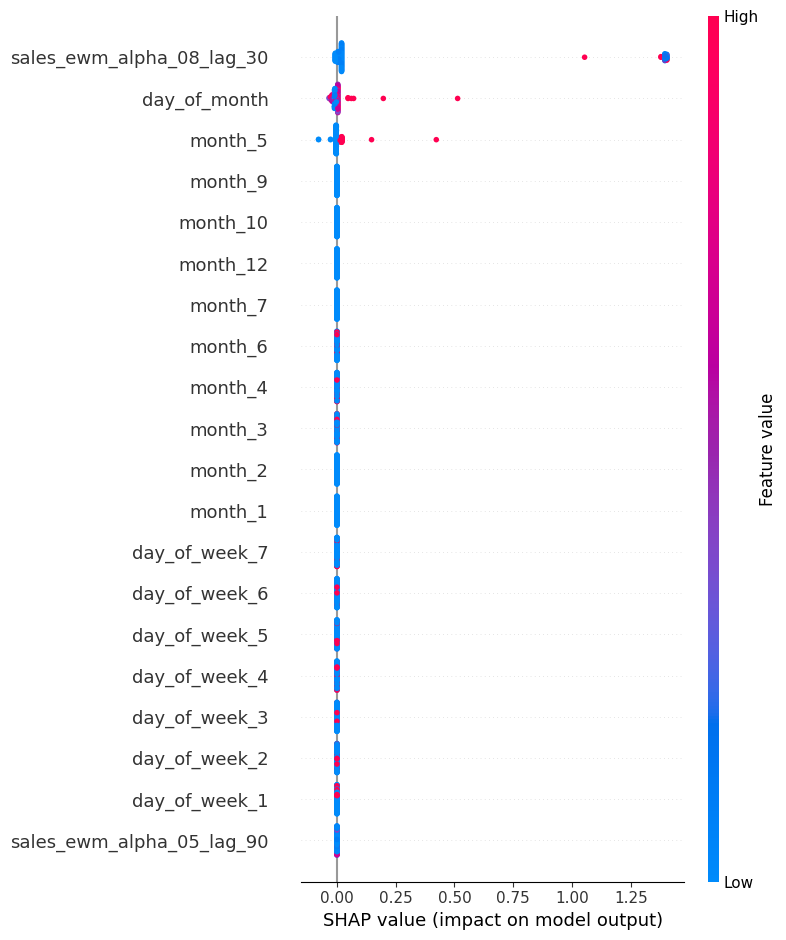 High
sales_ewm_alpha_08_lag_30
day_of_month
month_5
month_9
month_10
month_12
month_7
month_6
month_4
month_3
month_2
month_1
day_of_week_7
day_of_week_6
day_of_week_5
day_of_week_4
day_of_week_3
day_of_week_2
day_of_week_1
sales_ewm_alpha_05_lag_90
Feature value
Low
0.00 0.25 0.50 0.75 1.00 1.25
SHAP value (impact on model output)